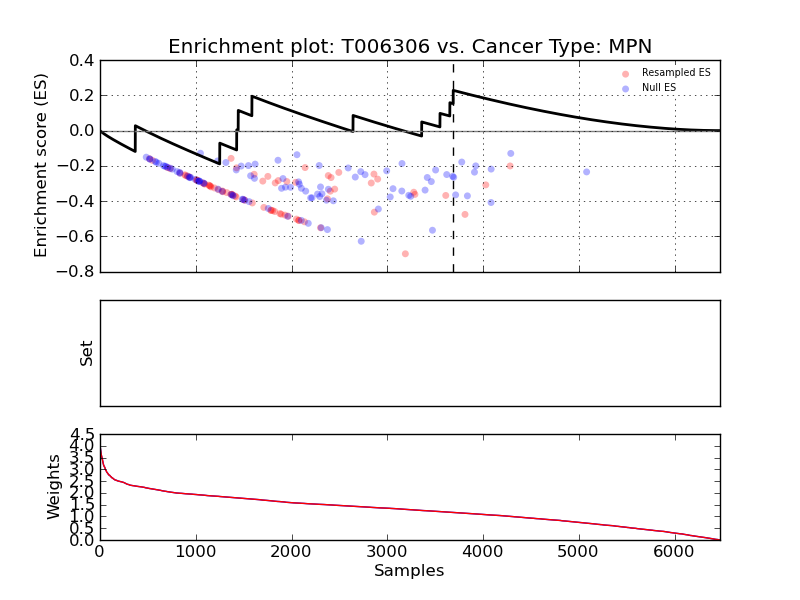 Enrichment plot: T006306 vs. Cancer Type: MPN
Enrichment score (ES)
0.4
0.2
0.0
−0.2
−0.4
−0.6
−0.8
Resampled ES
Null ES
Set
Weights
4.5
4.0
3.5
3.0
2.5
2.0
1.5
1.0
0.5
0.0
0 1000 2000 3000 4000 5000 6000
Samples